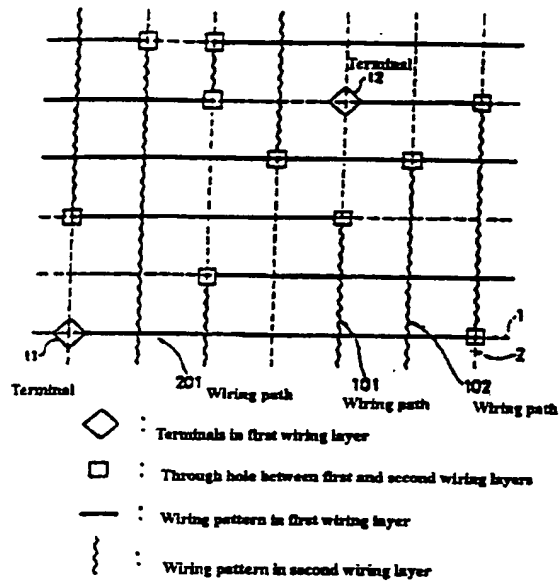 Terminal
t2
1
2
t1
201
101
102
Terminal
Wiring path
Wiring path
Wiring path
: Terminals in first wiring layer
: Through hole between first and second wiring layers
: Wiring pattern in first wiring layer
: Wiring pattern in second wiring layer